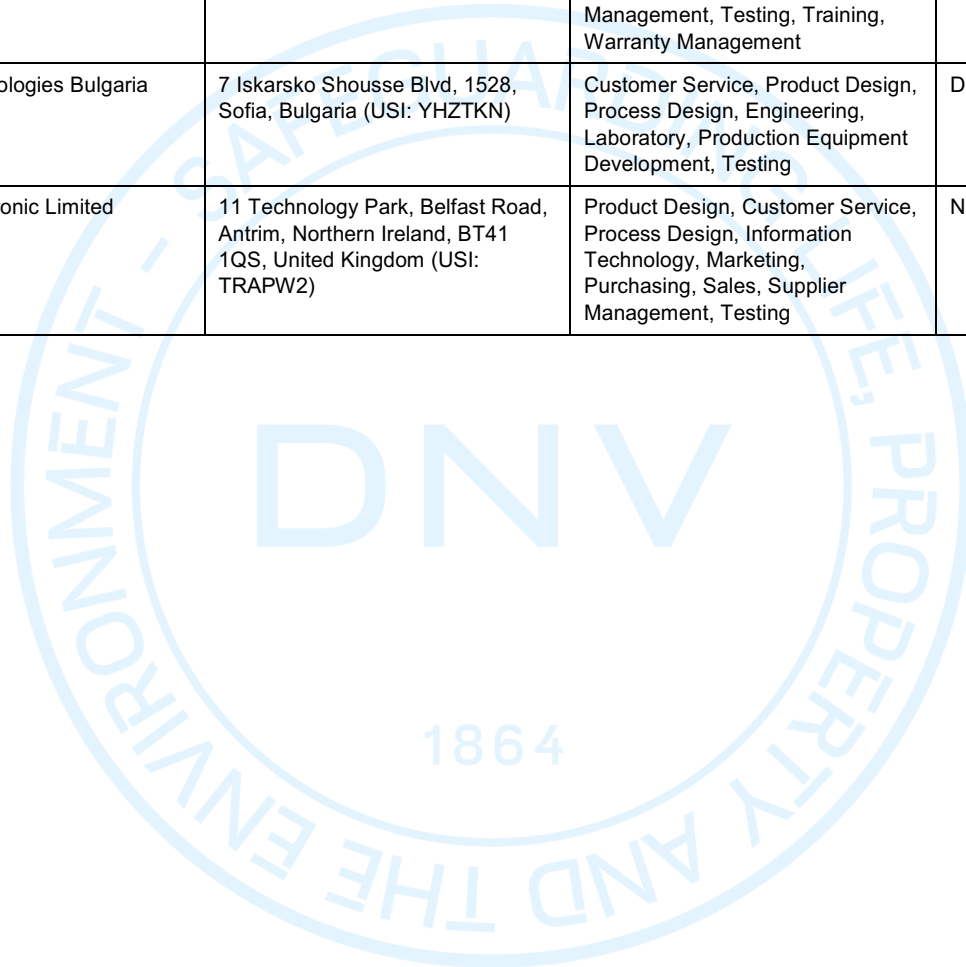 Management, Testing, Training,
Warranty Management
ologies Bulgaria
7 Iskarsko Shousse Blvd, 1528,
Sofia, Bulgaria (USI: YHZTKN)
Customer Service, Product Design,
Process Design, Engineering,
Laboratory, Production Equipment
Development, Testing
D
onic Limited
11 Technology Park, Belfast Road,
Antrim, Northern Ireland, BT41
1QS, United Kingdom (USI:
TRAPW2)
Product Design, Customer Service,
Process Design, Information
Technology, Marketing,
Purchasing, Sales, Supplier
Management, Testing
N
SAFEGUARDING LIFE, PROPERTY AND THE ENVIRONMENT -
DNV
1864